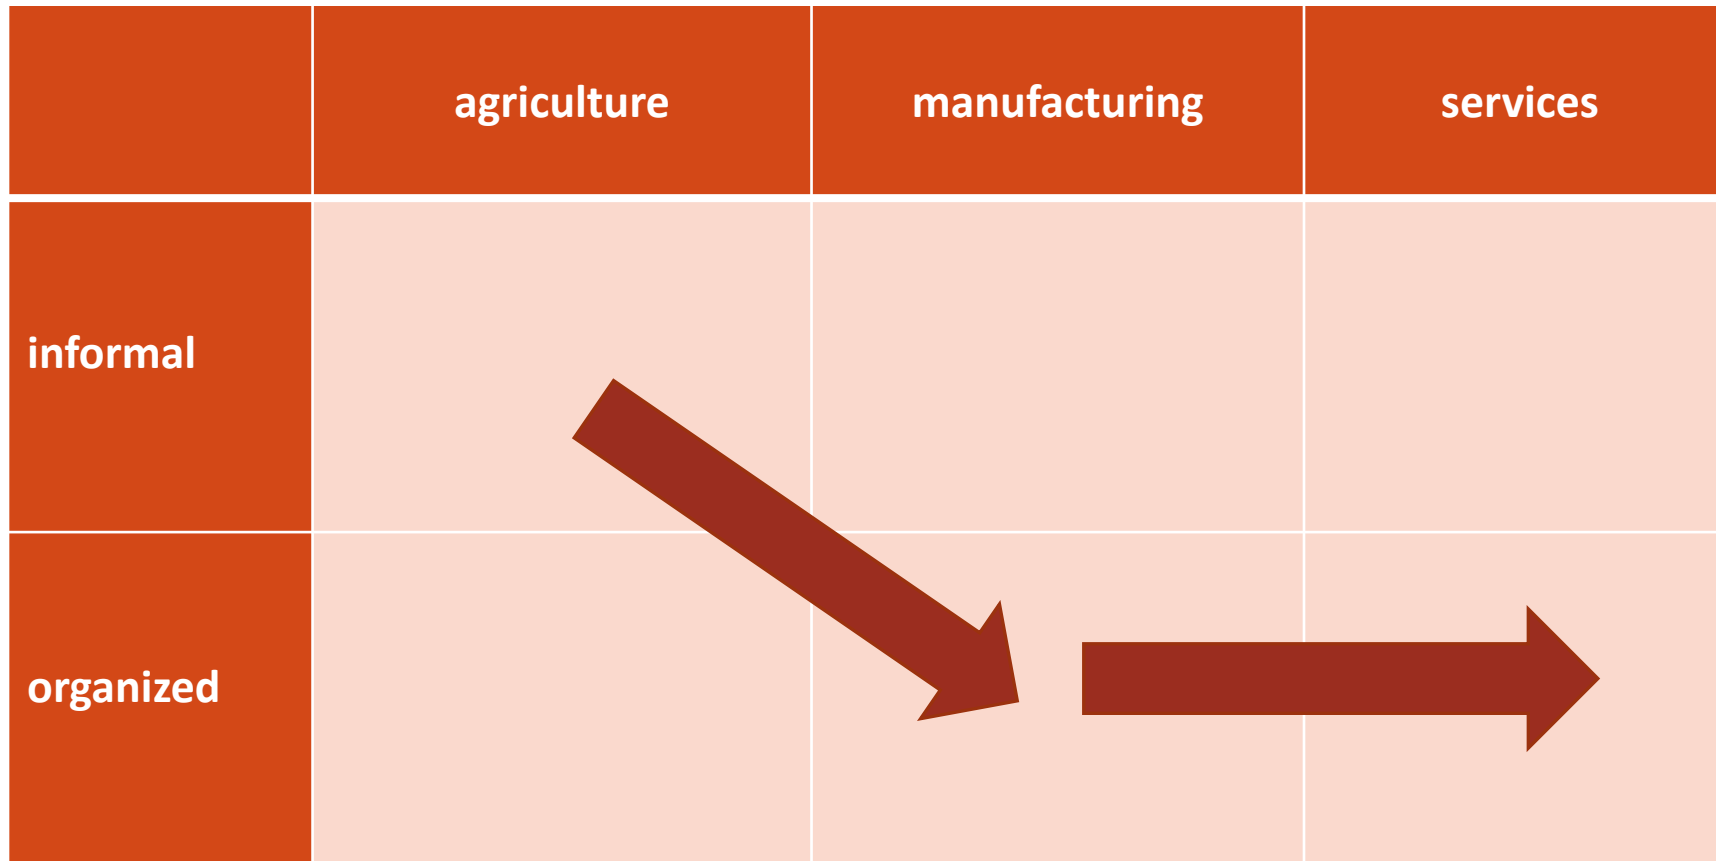 agriculture
manufacturing
services
informal
organized